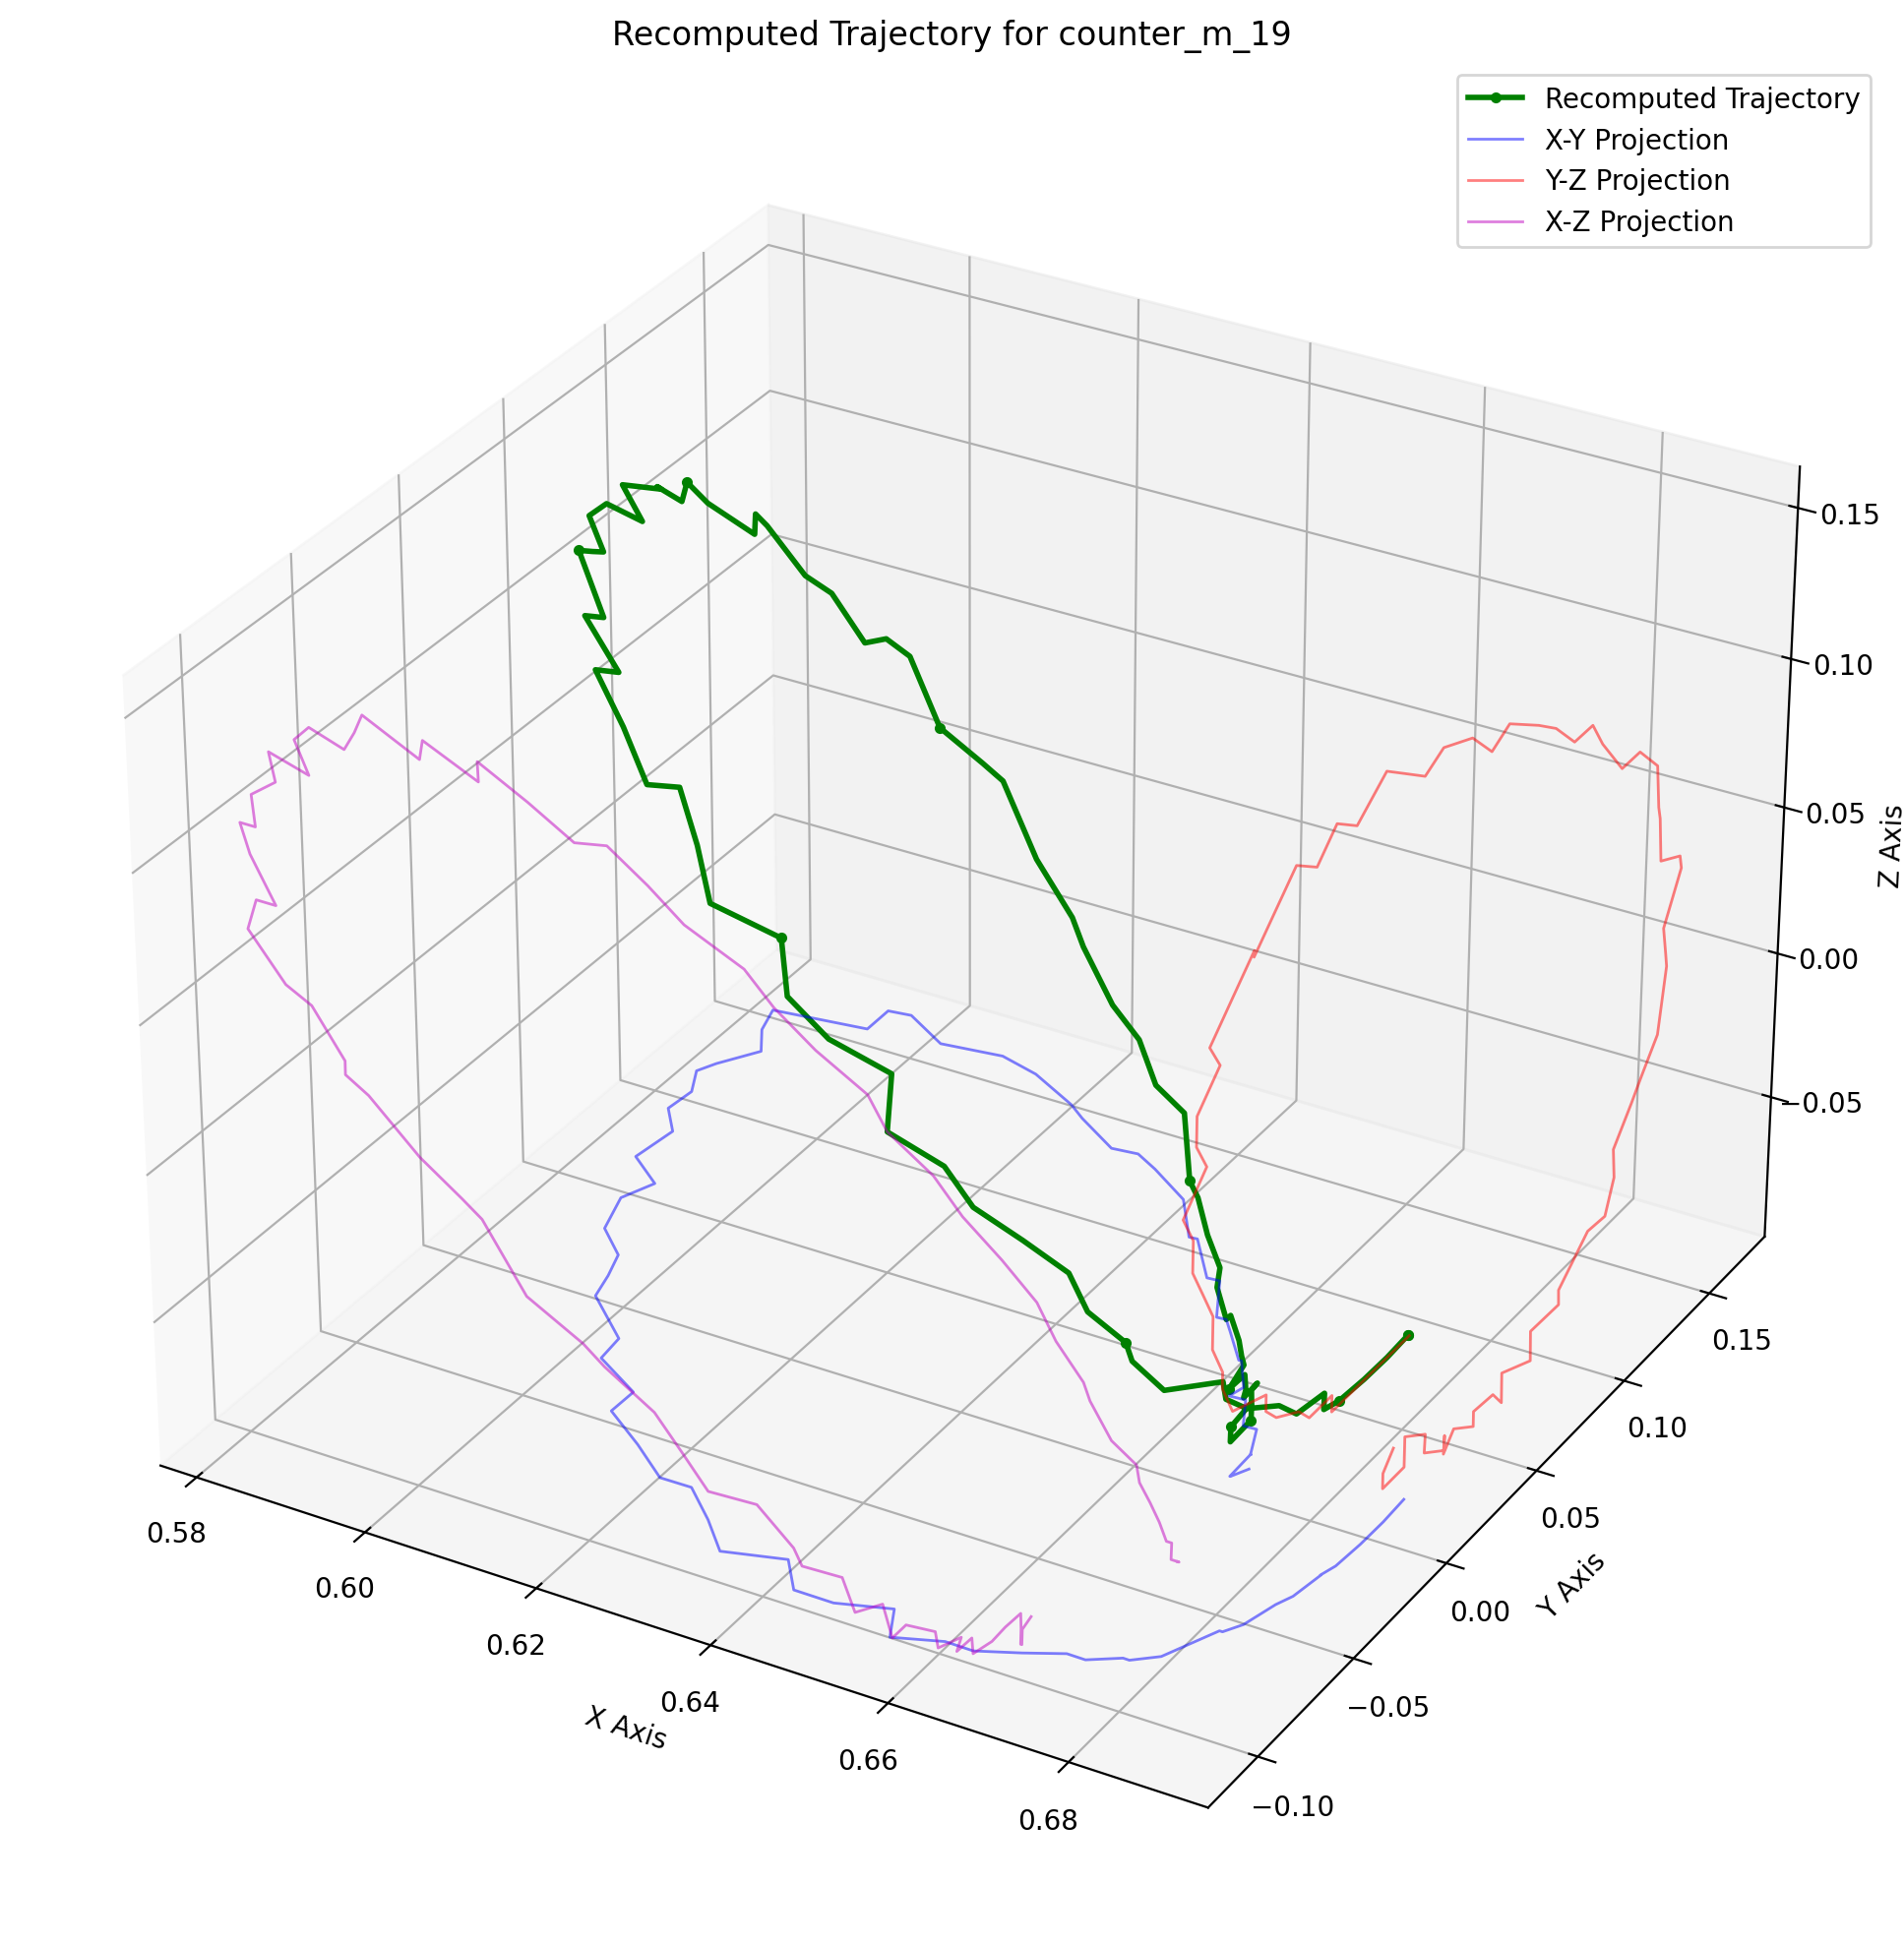 Recomputed Trajectory for counter_m_19
Recomputed Trajectory
X-Y Projection
Y-Z Projection
X-Z Projection
0.15
0.10
0.05
0.00
−0.05
Z Axis
0.15
0.10
0.05
0.00
−0.05
−0.10
Y Axis
0.58
0.60
0.62
0.64
0.66
0.68
X Axis